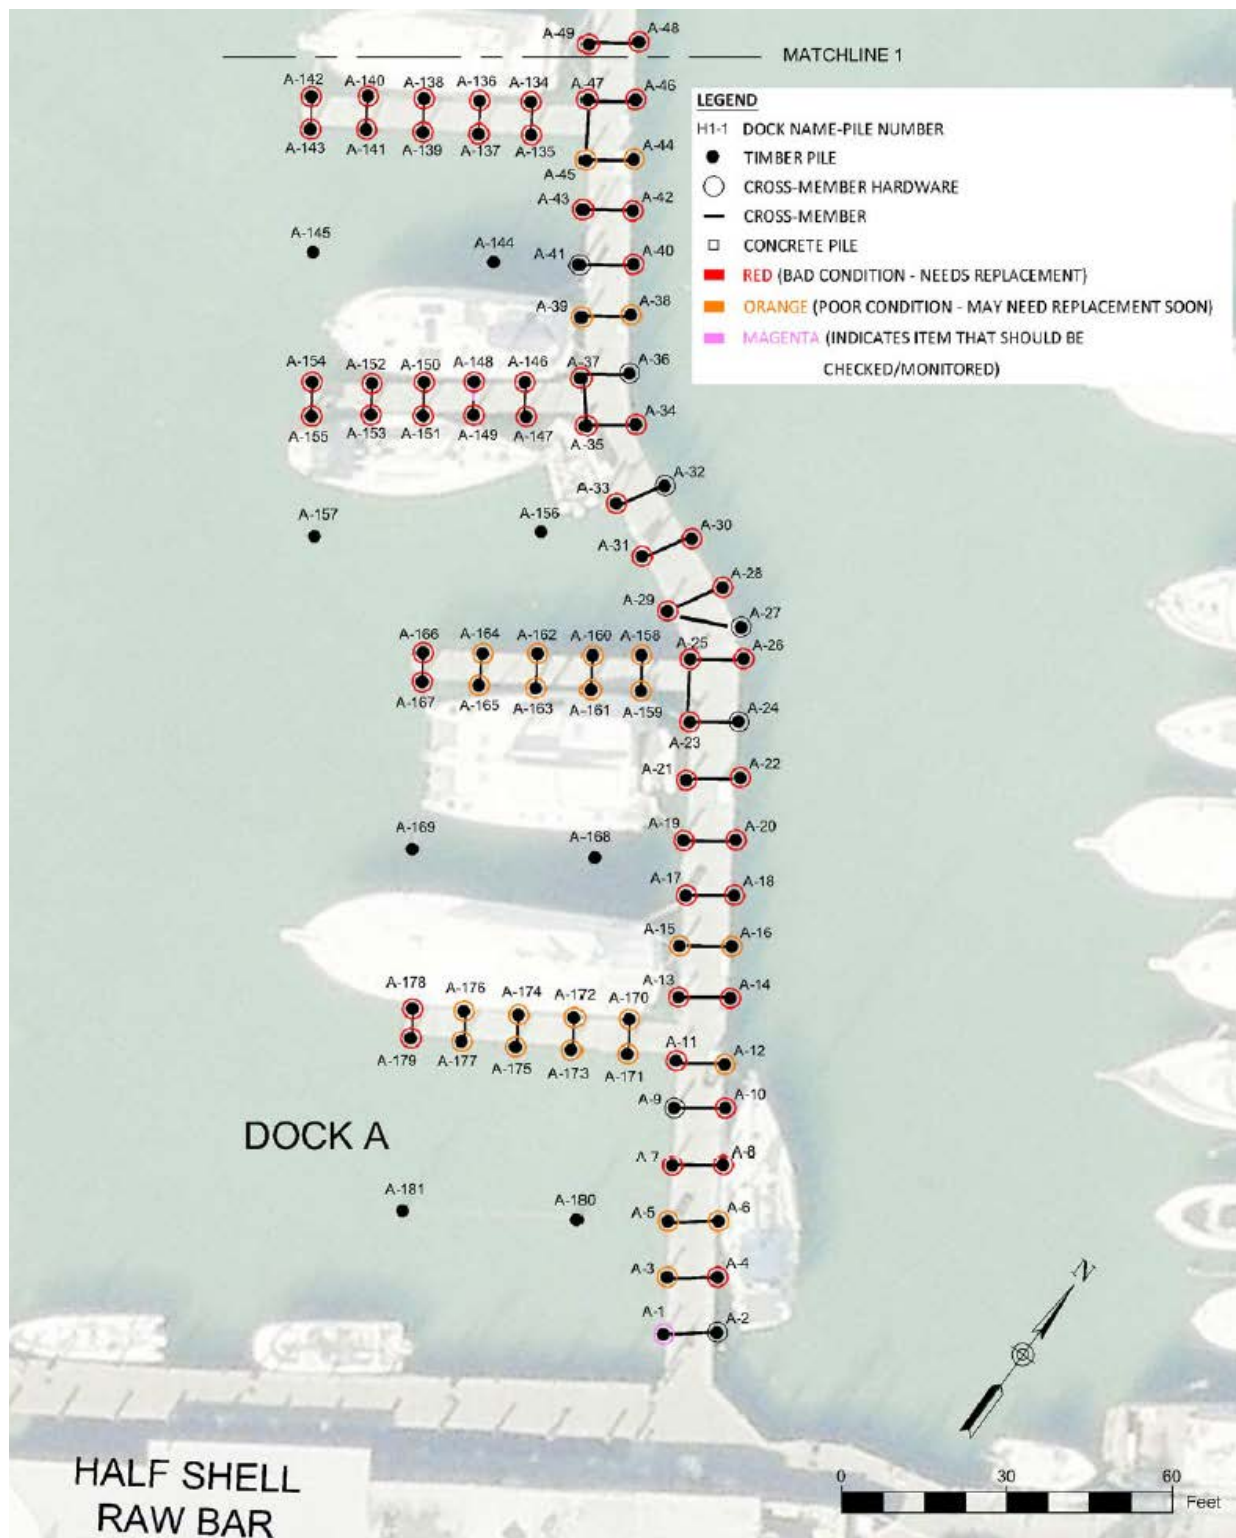 A-49
A-48
MATCHLINE 1
A-142
A-140
A-138
A-136
A-134
A-47
A-46
A-143
A-141
A-139
A-137
A-135
A-45
A-44
A-43
A-42
A-145
A-144
A-41
A-40
A-39
A-38
A-154
A-152
A-150
A-148
A-146
A-37
A-36
A-155
A-153
A-151
A-149
A-147
A-35
A-34
LEGEND
H1-1 DOCK NAME-PILE NUMBER
TIMBER PILE
CROSS-MEMBER HARDWARE
CROSS-MEMBER
CONCRETE PILE
RED (BAD CONDITION - NEEDS REPLACEMENT)
ORANGE (POOR CONDITION - MAY NEED REPLACEMENT SOON)
MAGENTA (INDICATES ITEM THAT SHOULD BE
CHECKED/MONITORED)
A-33
A-32
A-157
A-156
A-31
A-30
A-29
A-28
A-27
A-166
A-164
A-162
A-160
A-158
A-25
A-26
A-167
A-165
A-163
A-161
A-159
A-23
A-24
A-21
A-22
A-169
A-168
A-19
A-20
A-17
A-18
A-15
A-16
A-13
A-14
A-178
A-176
A-174
A-172
A-170
A-11
A-12
A-179
A-177
A-175
A-173
A-171
A-9
A-10
DOCK A
A-7
A-8
A-181
A-180
A-5
A-6
A-3
A-4
A-1
A-2
N
HALF SHELL
RAW BAR
0 30 60
Feet